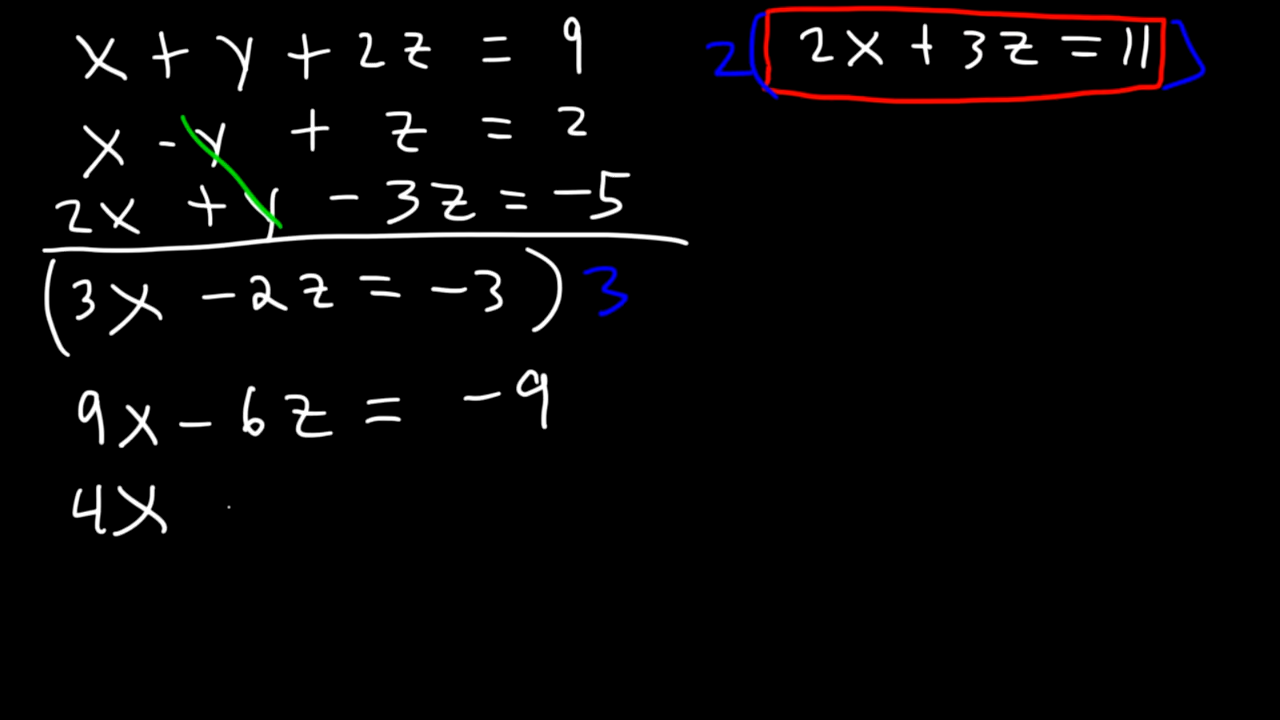 x + y + 2z = 9
2(2x + 3z = 11)
x - y + z = 2
2x + y - 3z = -5
(3x - 2z = -3) 3
9x - 6z = -9
4x